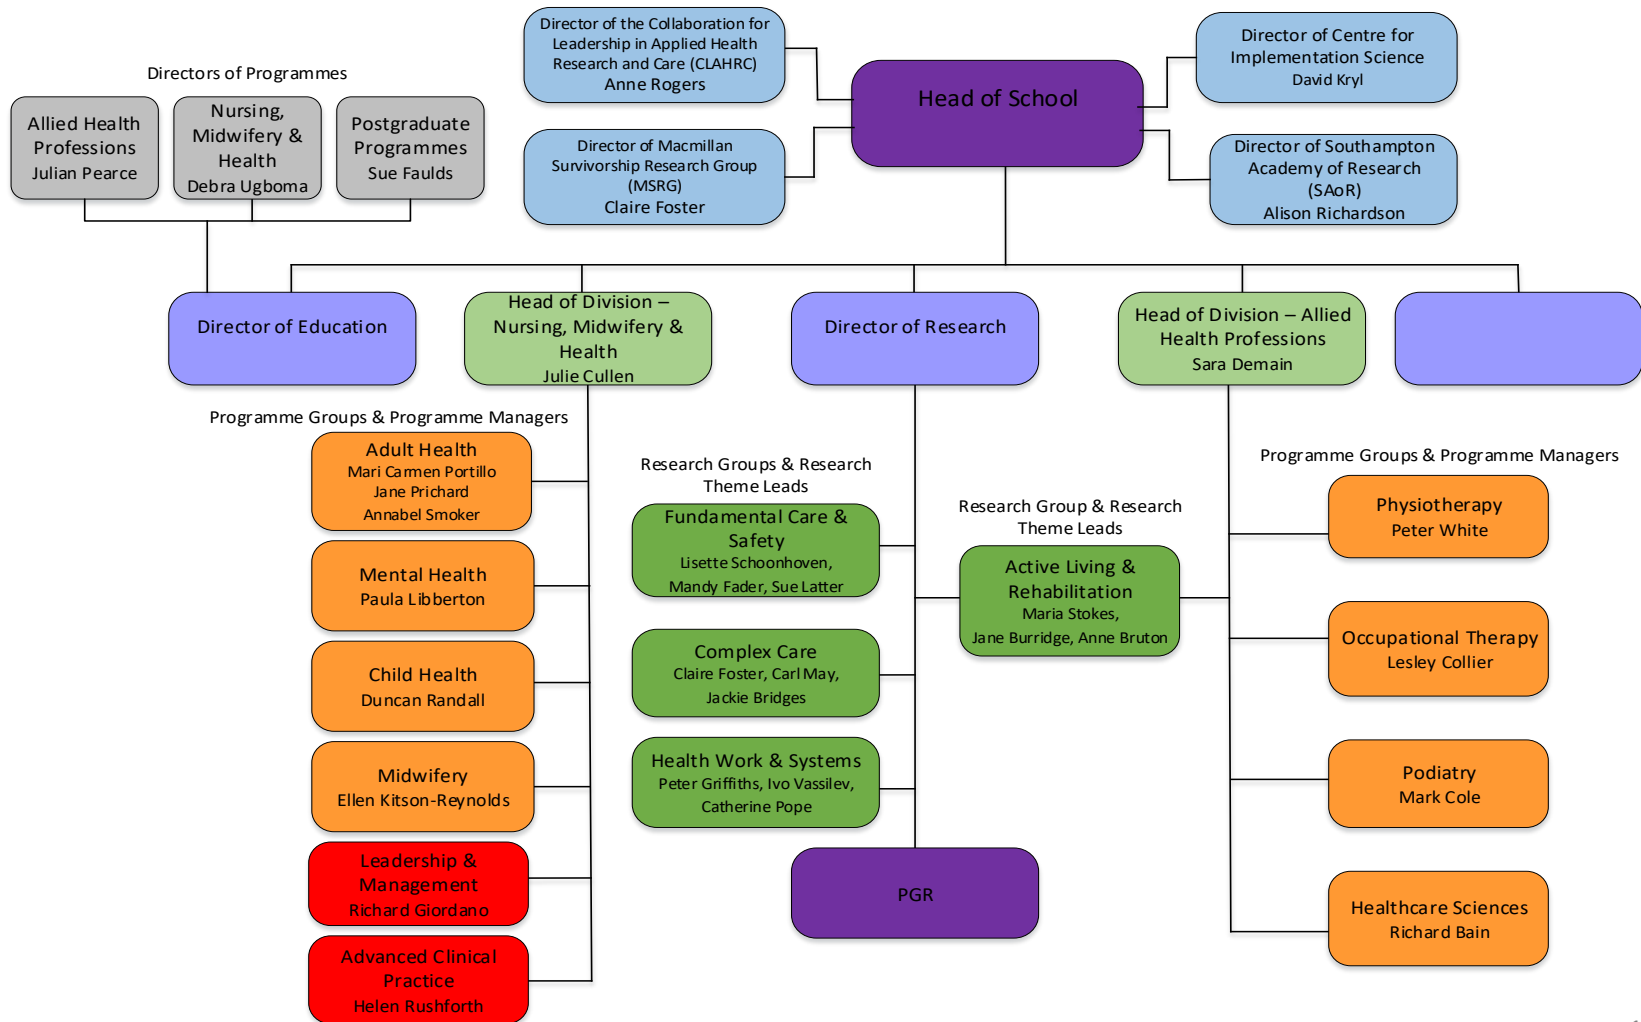 Director of the Collaboration for
Leadership in Applied Health
Research and Care (CLAHRC)
Anne Rogers
Director of Centre for
Implementation Science
David Kryl
Head of School
Directors of Programmes
Allied Health
Professions
Julian Pearce
Nursing,
Midwifery &
Health
Debra Ugboma
Postgraduate
Programmes
Sue Faulds
Director of Macmillan
Survivorship Research Group
(MSRG)
Claire Foster
Director of Southampton
Academy of Research
(SAoR)
Alison Richardson
Director of Education
Head of Division –
Nursing, Midwifery &
Health
Julie Cullen
Director of Research
Head of Division – Allied
Health Professions
Sara Demain
Programme Groups & Programme Managers
Adult Health
Mari Carmen Portillo
Jane Prichard
Annabel Smoker
Mental Health
Paula Libberton
Child Health
Duncan Randall
Midwifery
Ellen Kitson-Reynolds
Leadership &
Management
Richard Giordano
Advanced Clinical
Practice
Helen Rushforth
Research Groups & Research
Theme Leads
Fundamental Care &
Safety
Lisette Schoonhoven,
Mandy Fader, Sue Latter
Complex Care
Claire Foster, Carl May,
Jackie Bridges
Health Work & Systems
Peter Griffiths, Ivo Vassilev,
Catherine Pope
PGR
Research Group & Research
Theme Leads
Active Living &
Rehabilitation
Maria Stokes,
Jane Burridge, Anne Bruton
Programme Groups & Programme Managers
Physiotherapy
Peter White
Occupational Therapy
Lesley Collier
Podiatry
Mark Cole
Healthcare Sciences
Richard Bain